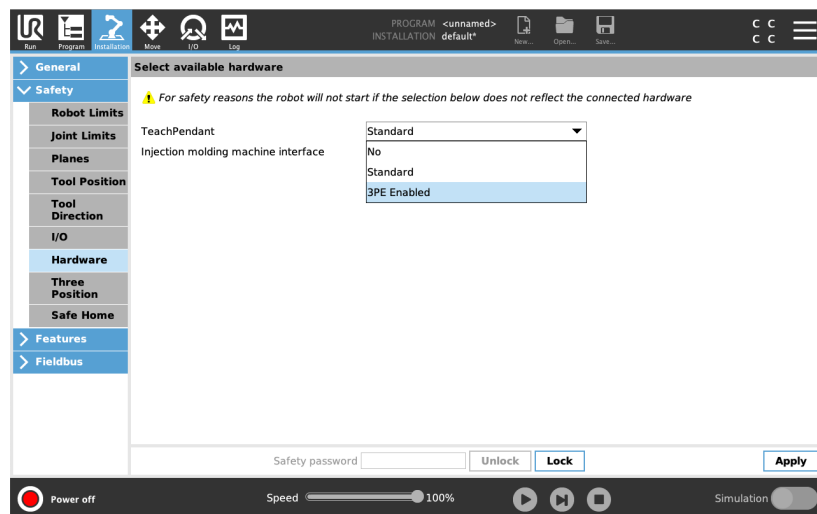 UR
PROGRAM <unnamed>
INSTALLATION default*
Run Program Installation Move I/O Log New... Open... Save...
C C
C C
General
Safety
Robot Limits
Joint Limits
Planes
Tool Position
Tool
Direction
I/O
Hardware
Three
Position
Safe Home
Features
Fieldbus
Select available hardware
For safety reasons the robot will not start if the selection below does not reflect the connected hardware
TeachPendant Standard
Injection molding machine interface No
Standard
3PE Enabled
Safety password Unlock Lock Apply
Power off Speed 100% Simulation